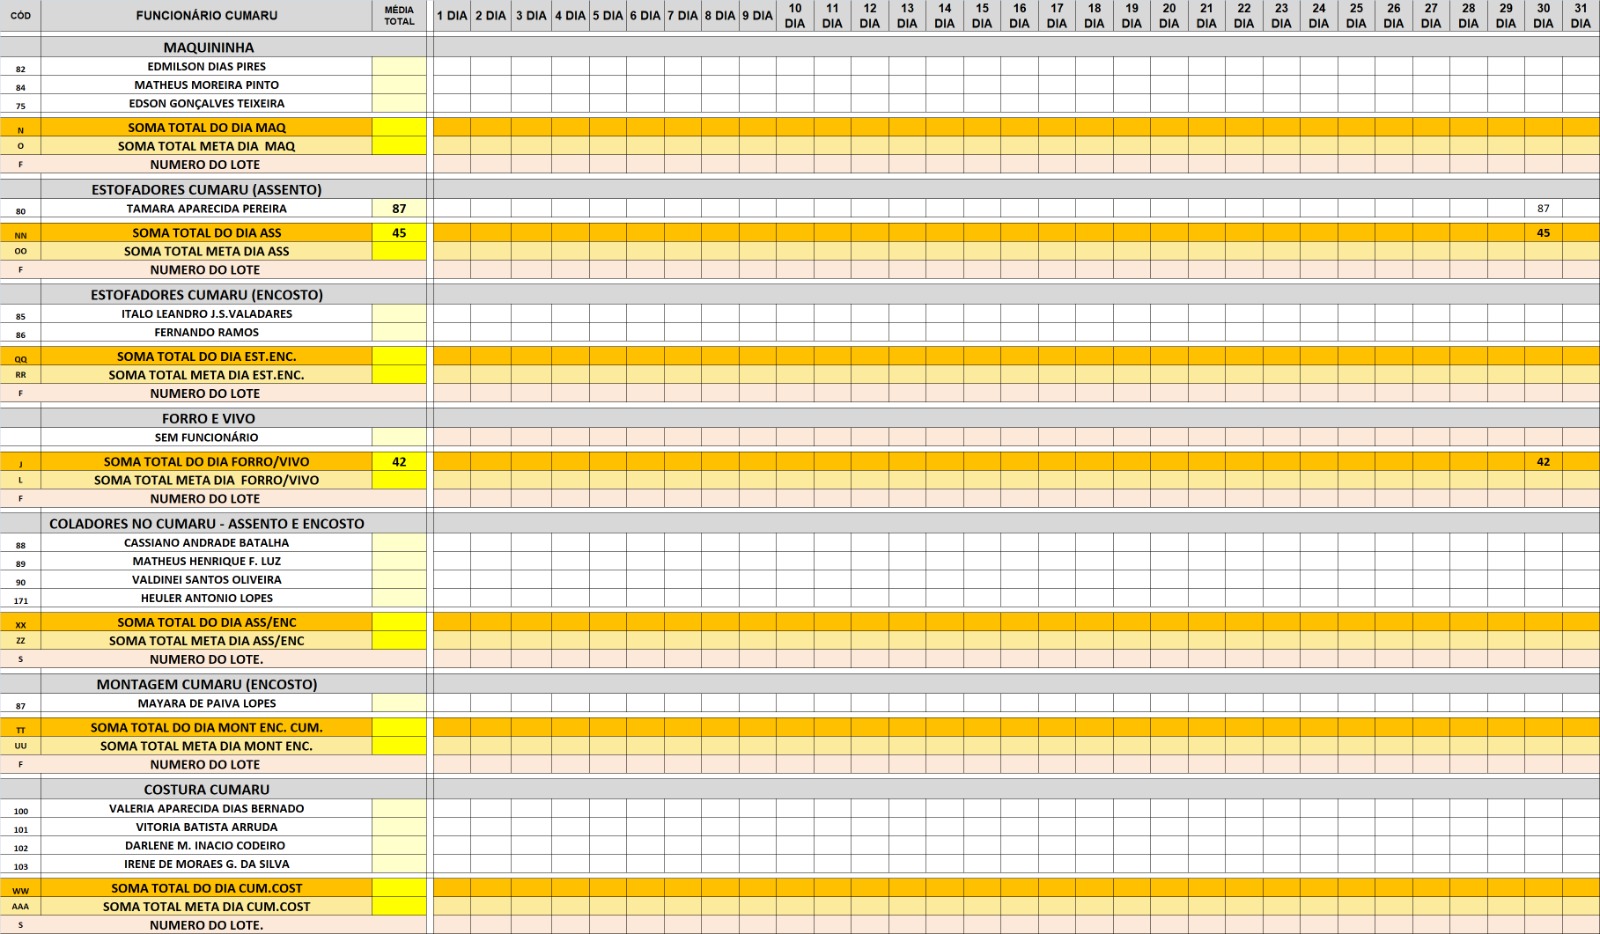 CÓD FUNCIONÁRIO CUMARU MÉDIA TOTAL 1 DIA 2 DIA 3 DIA 4 DIA 5 DIA 6 DIA 7 DIA 8 DIA 9 DIA 10 DIA 11 DIA 12 DIA 13 DIA 14 DIA 15 DIA 16 DIA 17 DIA 18 DIA 19 DIA 20 DIA 21 DIA 22 DIA 23 DIA 24 DIA 25 DIA 26 DIA 27 DIA 28 DIA 29 DIA 30 DIA 31 DIA
MAQUININHA
82 EDMILSON DIAS PIRES
84 MATHEUS MOREIRA PINTO
75 EDSON GONÇALVES TEIXEIRA
N SOMA TOTAL DO DIA MAQ
O SOMA TOTAL META DIA MAQ
F NUMERO DO LOTE
ESTOFADORES CUMARU (ASSENTO)
80 TAMARA APARECIDA PEREIRA 87 87
NN SOMA TOTAL DO DIA ASS 45 45
OO SOMA TOTAL META DIA ASS
F NUMERO DO LOTE
ESTOFADORES CUMARU (ENCOSTO)
85 ITALO LEANDRO J.S.VALADARES
86 FERNANDO RAMOS
QQ SOMA TOTAL DO DIA EST.ENC.
RR SOMA TOTAL META DIA EST.ENC.
F NUMERO DO LOTE
FORRO E VIVO
SEM FUNCIONÁRIO
J SOMA TOTAL DO DIA FORRO/VIVO 42 42
L SOMA TOTAL META DIA FORRO/VIVO
F NUMERO DO LOTE
COLADORES NO CUMARU - ASSENTO E ENCOSTO
88 CASSIANO ANDRADE BATALHA
89 MATHEUS HENRIQUE F. LUZ
90 VALDINEI SANTOS OLIVEIRA
171 HEULER ANTONIO LOPES
XX SOMA TOTAL DO DIA ASS/ENC
ZZ SOMA TOTAL META DIA ASS/ENC
S NUMERO DO LOTE.
MONTAGEM CUMARU (ENCOSTO)
87 MAYARA DE PAIVA LOPES
TT SOMA TOTAL DO DIA MONT ENC. CUM.
UU SOMA TOTAL META DIA MONT ENC.
F NUMERO DO LOTE
COSTURA CUMARU
100 VALERIA APARECIDA DIAS BERNADO
101 VITORIA BATISTA ARRUDA
102 DARLENE M. INACIO CODEIRO
103 IRENE DE MORAES G. DA SILVA
WW SOMA TOTAL DO DIA CUM.COST
AAA SOMA TOTAL META DIA CUM.COST
S NUMERO DO LOTE.